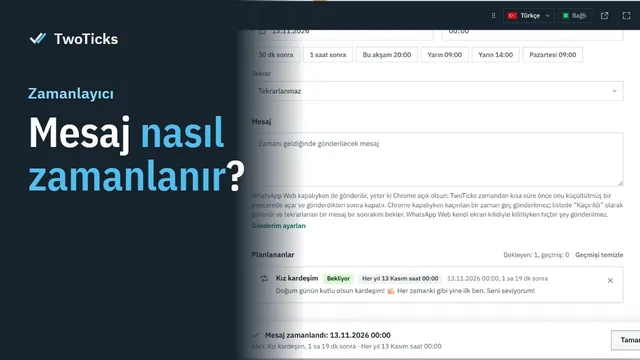 TwoTicks
Zamanlayıcı
Mesaj nasıl
zamanlanır?
Türkçe
Bağlı
13.11.2026
00:00
30 dk sonra
1 saat sonra
Bu akşam 20:00
Yarın 09:00
Yarın 14:00
Pazartesi 09:00
Tekrar
Tekrarlanmaz
Mesaj
Zamanı geldiğinde gönderilecek mesaj
WhatsApp Web kapalıyken de gönderilir, yeter ki Chrome açık olsun: TwoTicks zamandan kısa süre önce onu küçültülmüş bir
pencerede açar ve gönderdikten sonra kapatır. Chrome kapalıyken kaçırılan bir zaman geç gönderilmez; listede "Kaçırıldı" olarak
görünür ve tekrarlanan bir mesaj bir sonrakini bekler. WhatsApp Web kendi ekran kilidiyle kilitliyken hiçbir şey gönderilmez.
Gönderim ayarları
Planlananlar
Bekleyen: 1, geçmiş: 0
Geçmişi temizle
Kız kardeşim
Bekliyor
Her yıl 13 Kasım saat 00:00
13.11.2026 00:00, 1 sa 19 dk sonra
Doğum günün kutlu olsun kardeşim! 🎂 Her zamanki gibi yine ilk ben. Seni seviyorum!
Mesaj zamanlandı: 13.11.2026 00:00
Kız kardeşim, 1 sa 19 dk sonra · Her yıl 13 Kasım saat 00:00
Tamam